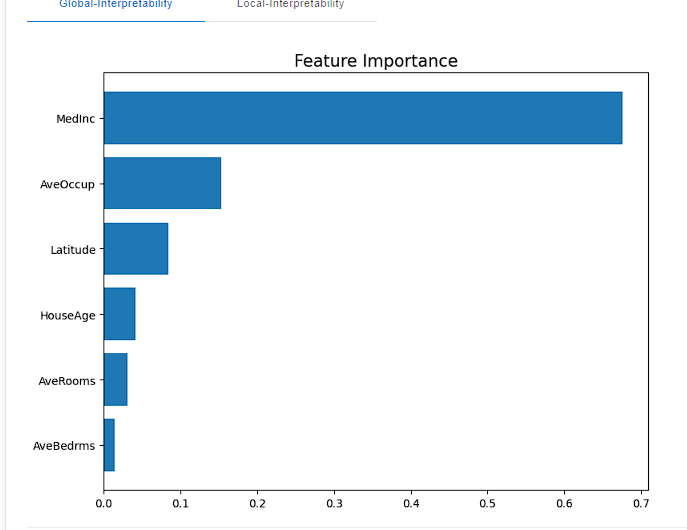 Global-Interpretability Local-Interpretability
Feature Importance
MedInc
AveOccup
Latitude
HouseAge
AveRooms
AveBedrms
0.0 0.1 0.2 0.3 0.4 0.5 0.6 0.7